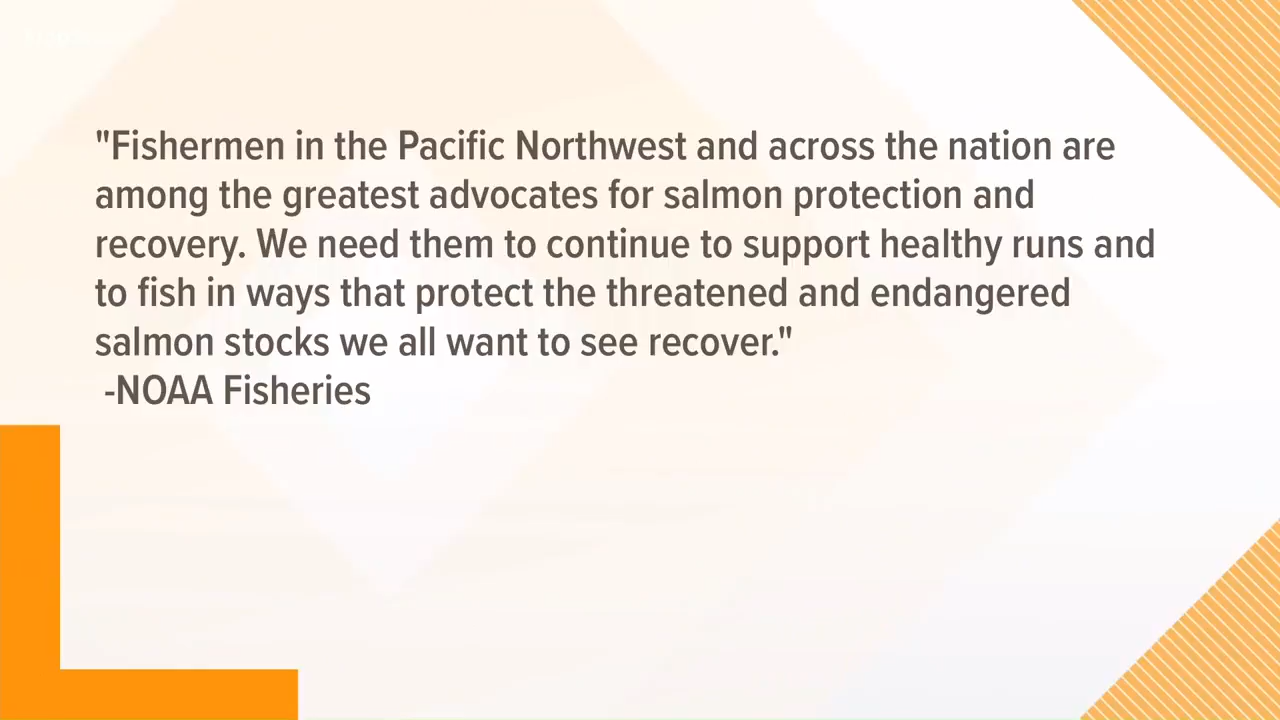 "Fishermen in the Pacific Northwest and across the nation are
among the greatest advocates for salmon protection and
recovery. We need them to continue to support healthy runs and
to fish in ways that protect the threatened and endangered
salmon stocks we all want to see recover."
-NOAA Fisheries